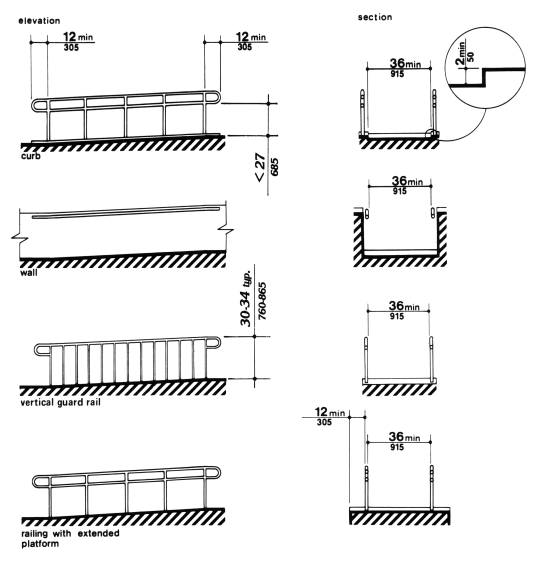 elevation
section
12 min
305
12 min
305
36 min
915
2 min
50
< 27
685
curb
36 min
915
wall
30-34 typ.
760-865
36 min
915
vertical guard rail
12 min
305
36 min
915
railing with extended
platform